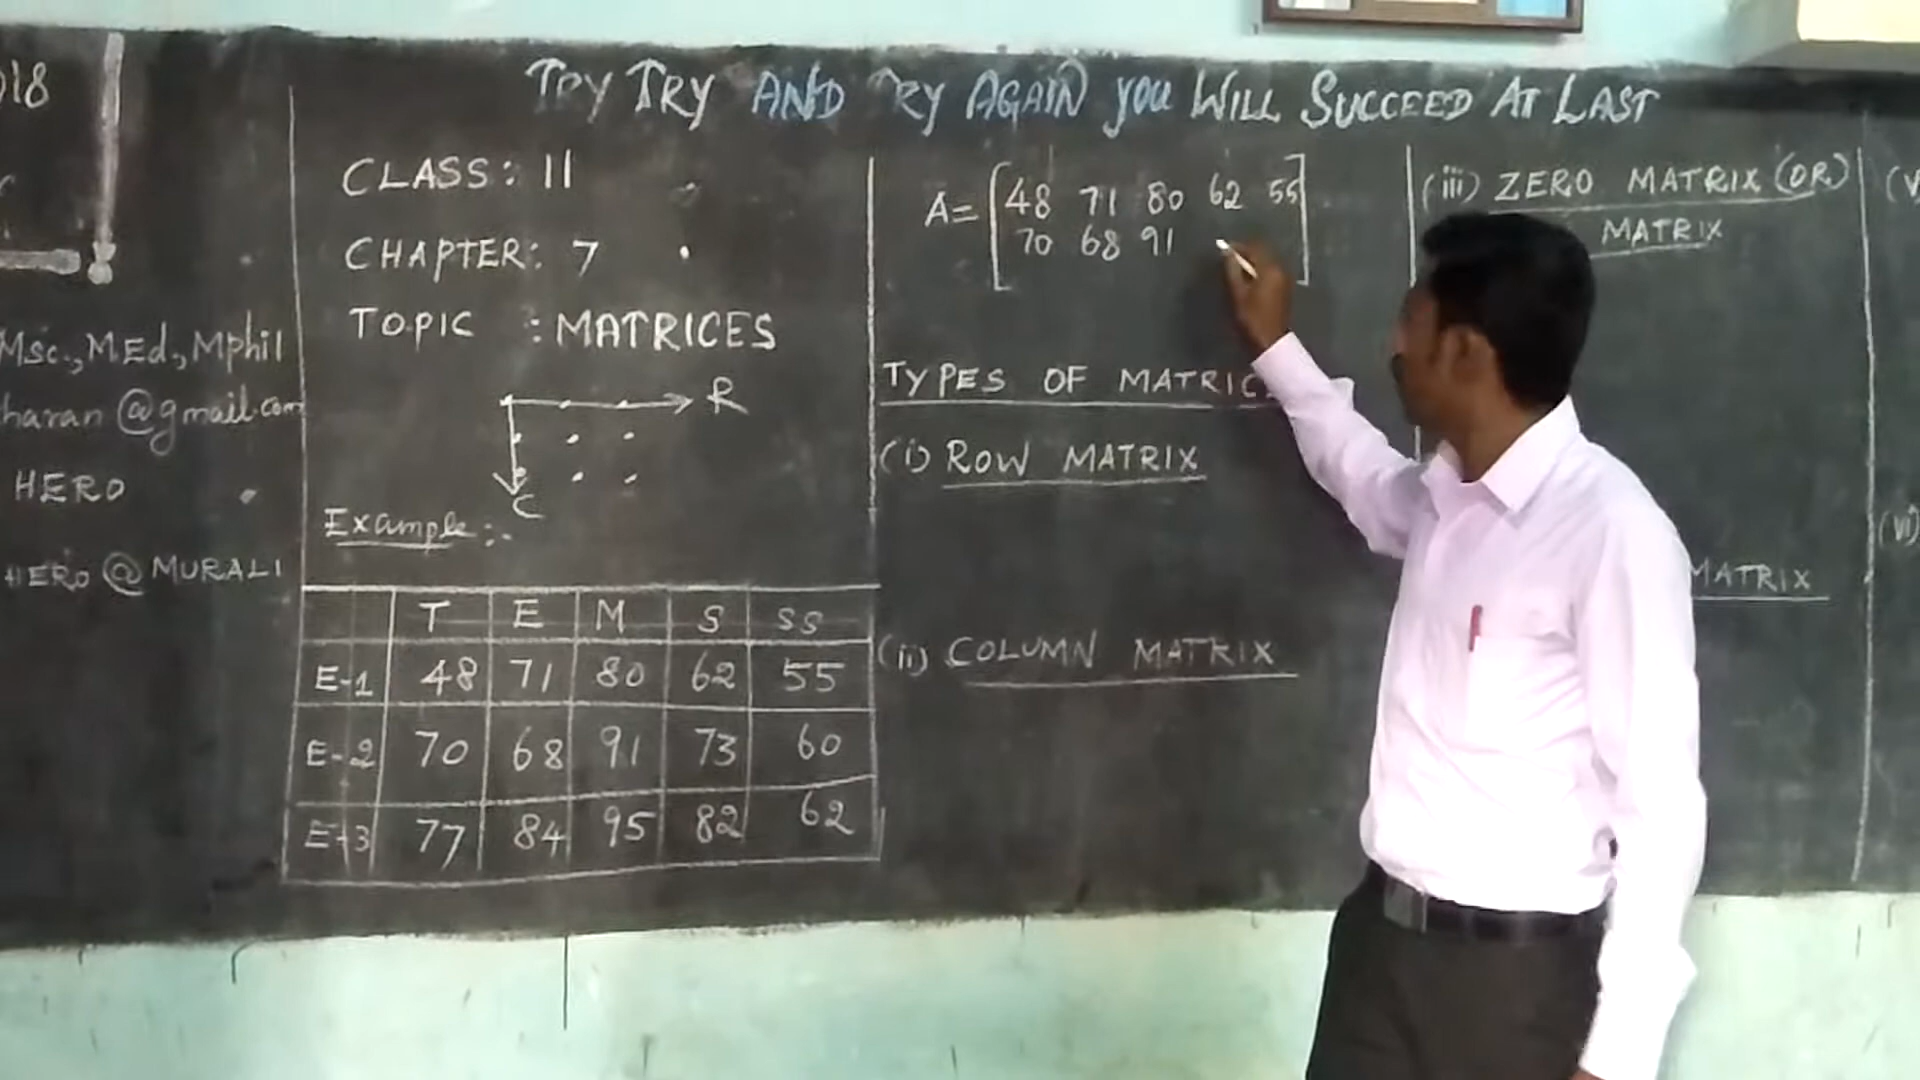 TRY TRY AND TRY AGAIN YOU WILL SUCCEED AT LAST
018
Msc., M.Ed., Mphil
haran@gmail.com
HERO
HERO@MURALI
CLASS: 11
CHAPTER: 7
TOPIC : MATRICES
R
C
Example:-
T E M S SS
E-1 48 71 80 62 55
E-2 70 68 91 73 60
E-3 77 84 95 82 62
A= 48 71 80 62 55
70 68 91
TYPES OF MATRIC
(i) ROW MATRIX
(ii) COLUMN MATRIX
(iii) ZERO MATRIX (OR)
MATRIX
MATRIX
(v
(vi)